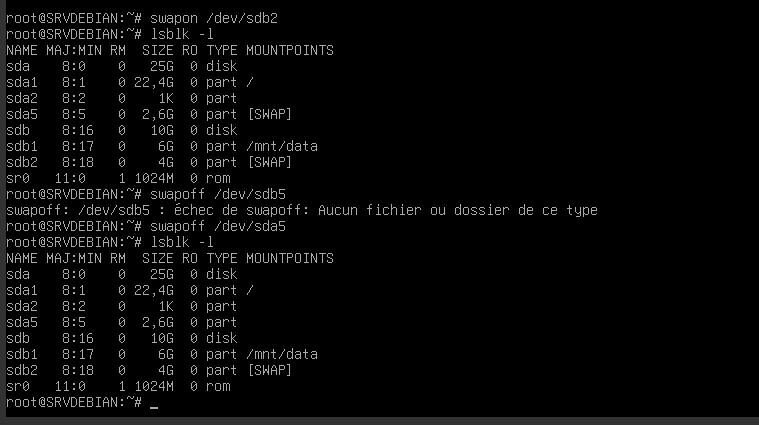 root@SRVDEBIAN:~# swapon /dev/sdb2
root@SRVDEBIAN:~# lsblk -l
NAME MAJ:MIN RM  SIZE RO TYPE MOUNTPOINTS
sda    8:0    0   25G  0 disk
sda1   8:1    0 22,4G  0 part /
sda2   8:2    0    1K  0 part
sda5   8:5    0  2,6G  0 part [SWAP]
sdb    8:16   0   10G  0 disk
sdb1   8:17   0    6G  0 part /mnt/data
sdb2   8:18   0    4G  0 part [SWAP]
sr0   11:0    1 1024M  0 rom
root@SRVDEBIAN:~# swapoff /dev/sdb5
swapoff: /dev/sdb5 : échec de swapoff: Aucun fichier ou dossier de ce type
root@SRVDEBIAN:~# swapoff /dev/sda5
root@SRVDEBIAN:~# lsblk -l
NAME MAJ:MIN RM  SIZE RO TYPE MOUNTPOINTS
sda    8:0    0   25G  0 disk
sda1   8:1    0 22,4G  0 part /
sda2   8:2    0    1K  0 part
sda5   8:5    0  2,6G  0 part
sdb    8:16   0   10G  0 disk
sdb1   8:17   0    6G  0 part /mnt/data
sdb2   8:18   0    4G  0 part [SWAP]
sr0   11:0    1 1024M  0 rom
root@SRVDEBIAN:~# _